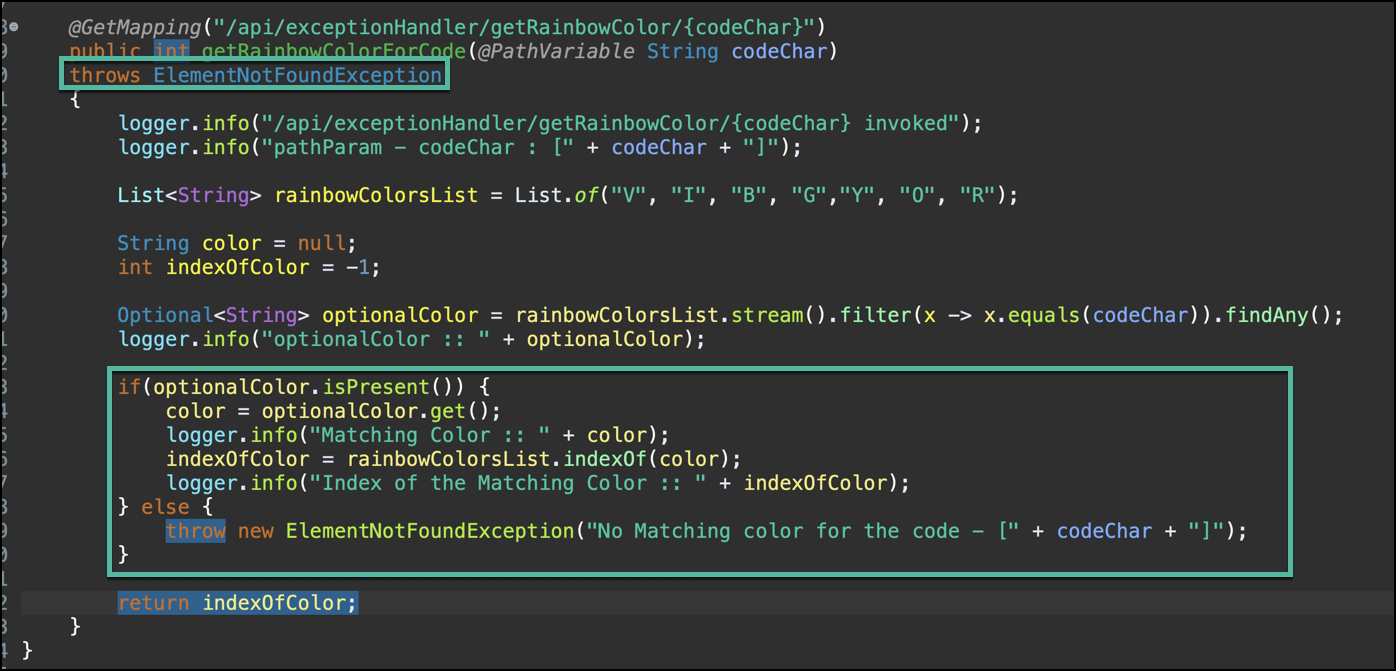 @GetMapping("/api/exceptionHandler/getRainbowColor/{codeChar}")
public int getRainbowColorForCode(@PathVariable String codeChar)
throws ElementNotFoundException
{
logger.info("/api/exceptionHandler/getRainbowColor/{codeChar} invoked");
logger.info("pathParam - codeChar : [" + codeChar + "]");
List<String> rainbowColorsList = List.of("V", "I", "B", "G","Y", "O", "R");
String color = null;
int indexOfColor = -1;
Optional<String> optionalColor = rainbowColorsList.stream().filter(x -> x.equals(codeChar)).findAny();
logger.info("optionalColor :: " + optionalColor);
if(optionalColor.isPresent()) {
color = optionalColor.get();
logger.info("Matching Color :: " + color);
indexOfColor = rainbowColorsList.indexOf(color);
logger.info("Index of the Matching Color :: " + indexOfColor);
} else {
throw new ElementNotFoundException("No Matching color for the code - [" + codeChar + "]");
}
return indexOfColor;
}
}